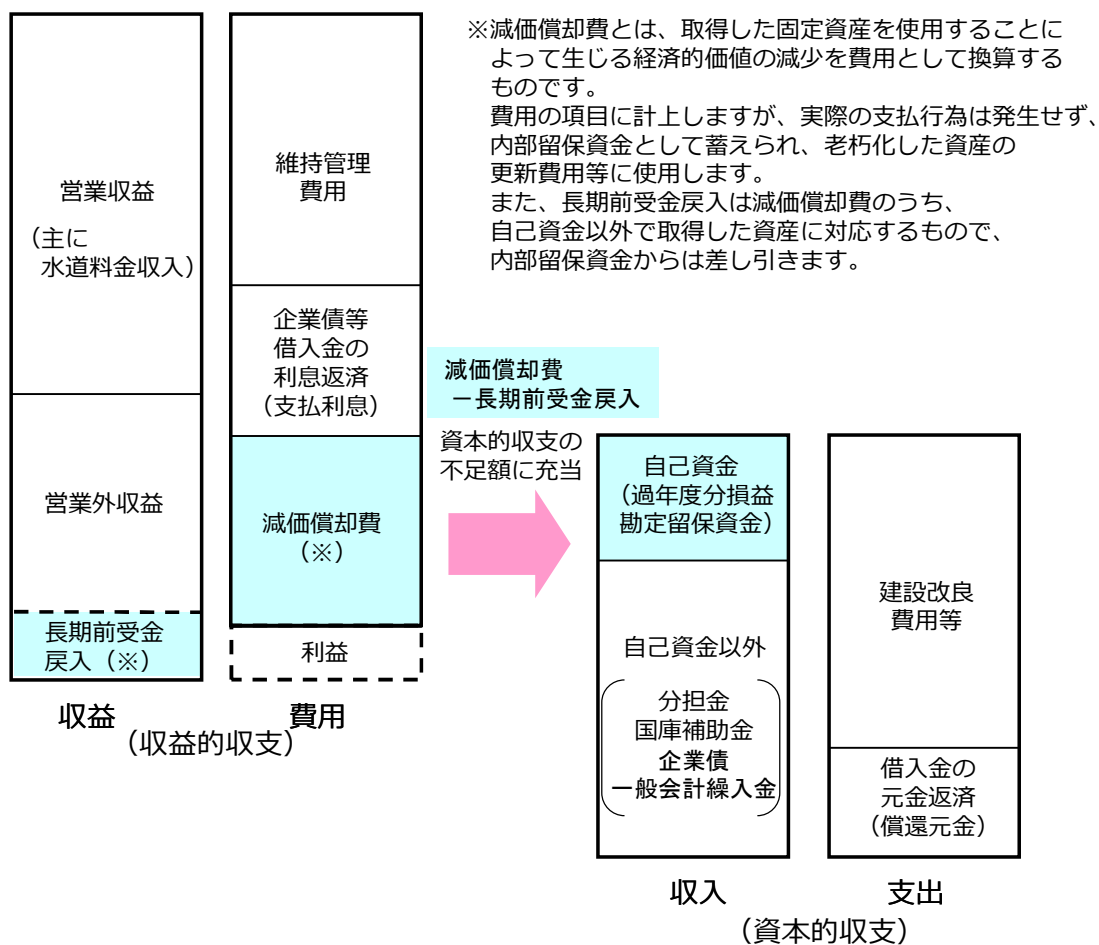 ※減価償却費とは、取得した固定資産を使用することに
よって生じる経済的価値の減少を費用として換算する
ものです。
費用の項目に計上しますが、実際の支払行為は発生せず、
内部留保資金として蓄えられ、老朽化した資産の
更新費用等に使用します。
また、長期前受金戻入は減価償却費のうち、
自己資金以外で取得した資産に対応するもので、
内部留保資金からは差し引きます。
営業収益
（主に
水道料金収入）
営業外収益
長期前受金
戻入（※）
収益
維持管理
費用
企業債等
借入金の
利息返済
（支払利息）
減価償却費
（※）
利益
費用
（収益的収支）
減価償却費
－長期前受金戻入
資本的収支の
不足額に充当
自己資金
（過年度分損益
勘定留保資金）
自己資金以外
分担金
国庫補助金
企業債
一般会計繰入金
収入
建設改良
費用等
借入金の
元金返済
（償還元金）
支出
（資本的収支）